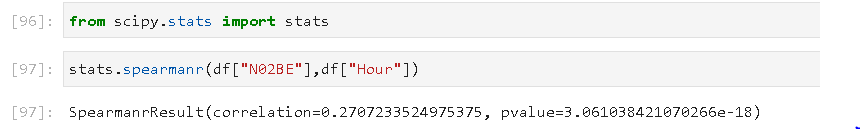 [96]: from scipy.stats import stats
[97]: stats.spearmanr(df["N02BE"],df["Hour"])
[97]: SpearmanrResult(correlation=0.2707233524975375, pvalue=3.061038421070266e-18)